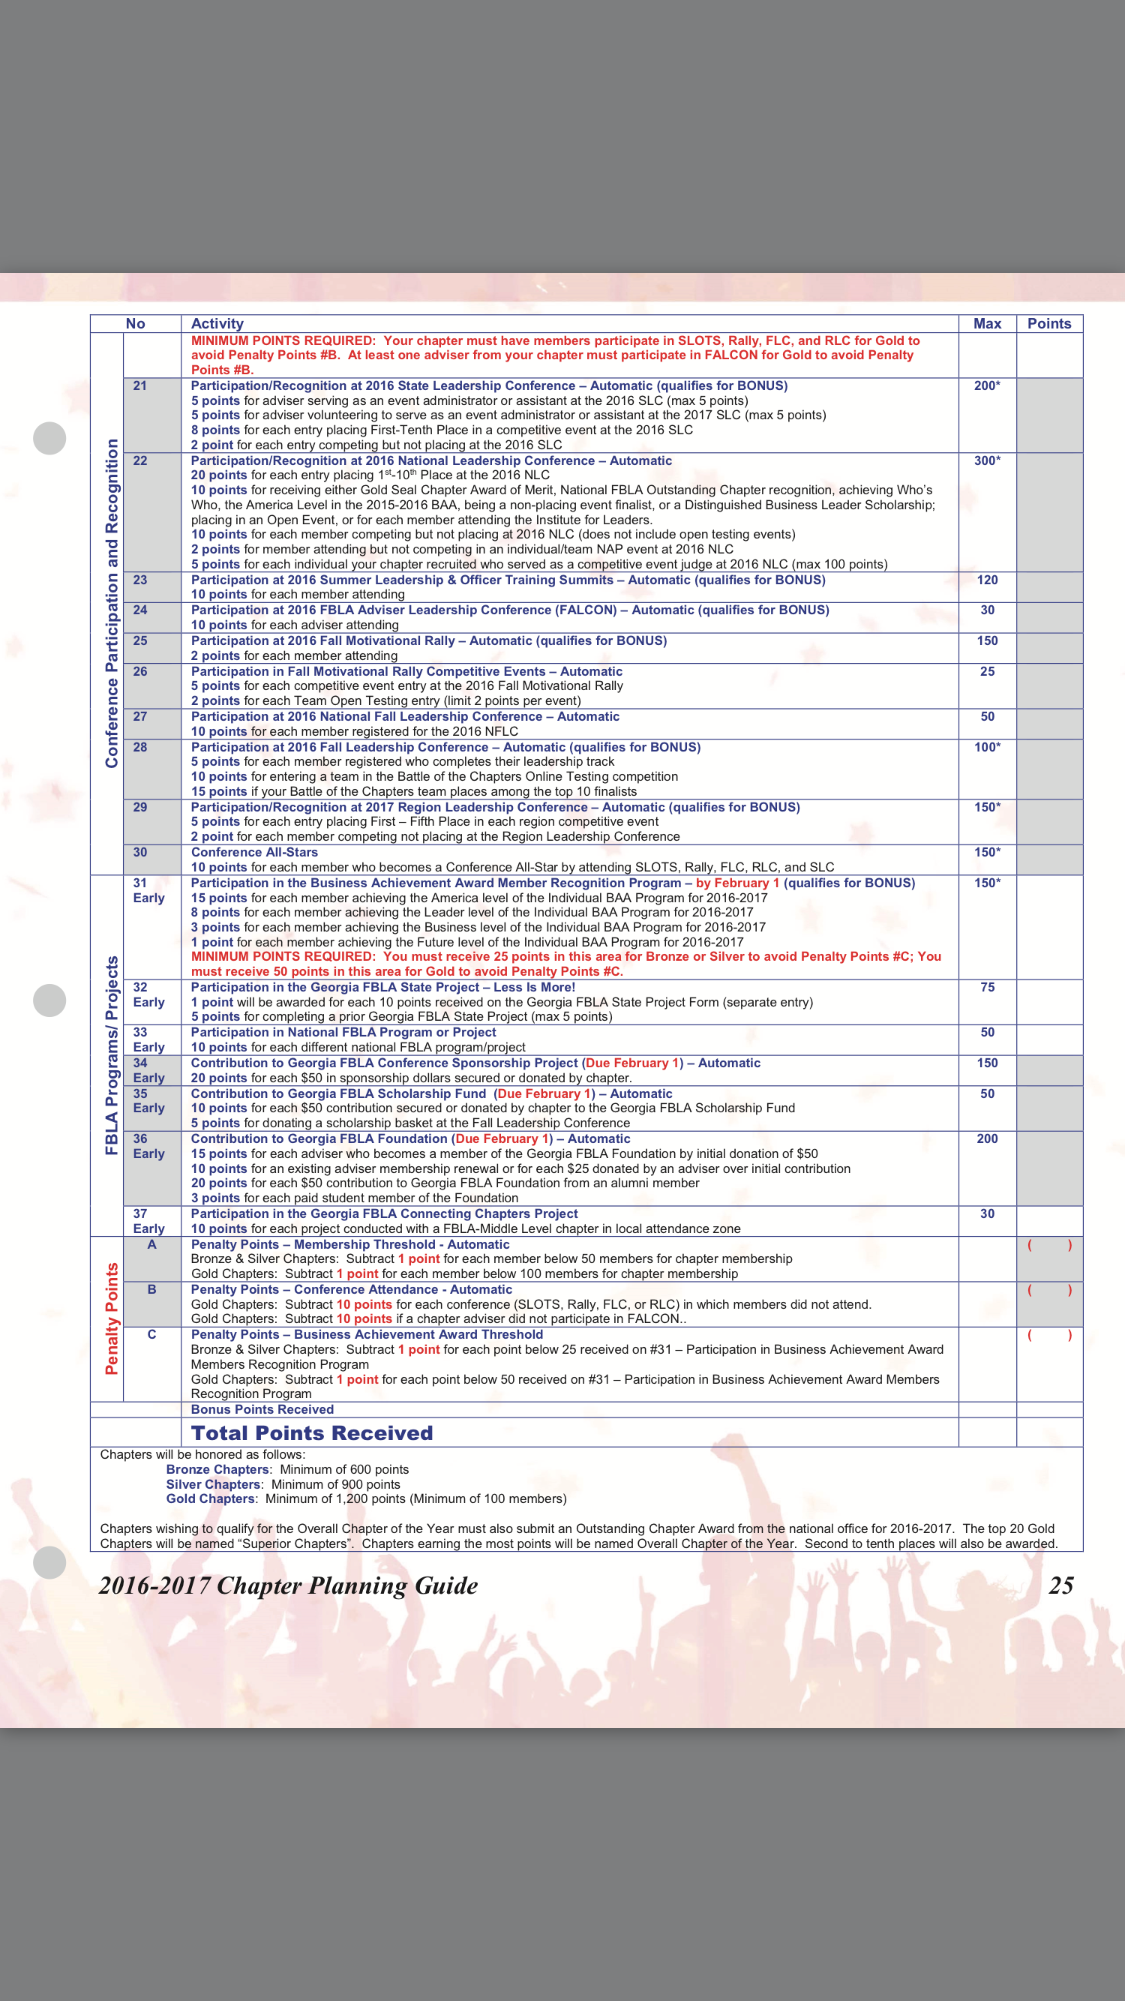 No Activity Max Points
MINIMUM POINTS REQUIRED: Your chapter must have members participate in SLOTS, Rally, FLC, and RLC for Gold to
avoid Penalty Points #B. At least one adviser from your chapter must participate in FALCON for Gold to avoid Penalty
Points #B.
Conference Participation and Recognition
21 Participation/Recognition at 2016 State Leadership Conference – Automatic (qualifies for BONUS) 200*
5 points for adviser serving as an event administrator or assistant at the 2016 SLC (max 5 points)
5 points for adviser volunteering to serve as an event administrator or assistant at the 2017 SLC (max 5 points)
8 points for each entry placing First-Tenth Place in a competitive event at the 2016 SLC
2 point for each entry competing but not placing at the 2016 SLC
22 Participation/Recognition at 2016 National Leadership Conference – Automatic 300*
20 points for each entry placing 1st-10th Place at the 2016 NLC
10 points for receiving either Gold Seal Chapter Award of Merit, National FBLA Outstanding Chapter recognition, achieving Who's
Who, the America Level in the 2015-2016 BAA, being a non-placing event finalist, or a Distinguished Business Leader Scholarship;
placing in an Open Event, or for each member attending the Institute for Leaders.
10 points for each member competing but not placing at 2016 NLC (does not include open testing events)
2 points for member attending but not competing in an individual/team NAP event at 2016 NLC
5 points for each individual your chapter recruited who served as a competitive event judge at 2016 NLC (max 100 points)
23 Participation at 2016 Summer Leadership & Officer Training Summits – Automatic (qualifies for BONUS) 120
10 points for each member attending
24 Participation at 2016 FBLA Adviser Leadership Conference (FALCON) – Automatic (qualifies for BONUS) 30
10 points for each adviser attending
25 Participation at 2016 Fall Motivational Rally – Automatic (qualifies for BONUS) 150
2 points for each member attending
26 Participation in Fall Motivational Rally Competitive Events – Automatic 25
5 points for each competitive event entry at the 2016 Fall Motivational Rally
2 points for each Team Open Testing entry (limit 2 points per event)
27 Participation at 2016 National Fall Leadership Conference – Automatic 50
10 points for each member registered for the 2016 NFLC
28 Participation at 2016 Fall Leadership Conference – Automatic (qualifies for BONUS) 100*
5 points for each member registered who completes their leadership track
10 points for entering a team in the Battle of the Chapters Online Testing competition
15 points if your Battle of the Chapters team places among the top 10 finalists
29 Participation/Recognition at 2017 Region Leadership Conference – Automatic (qualifies for BONUS) 150*
5 points for each entry placing First – Fifth Place in each region competitive event
2 point for each member competing not placing at the Region Leadership Conference
30 Conference All-Stars 150*
10 points for each member who becomes a Conference All-Star by attending SLOTS, Rally, FLC, RLC, and SLC
FBLA Programs/ Projects
31 Participation in the Business Achievement Award Member Recognition Program – by February 1 (qualifies for BONUS) 150*
Early 15 points for each member achieving the America level of the Individual BAA Program for 2016-2017
8 points for each member achieving the Leader level of the Individual BAA Program for 2016-2017
3 points for each member achieving the Business level of the Individual BAA Program for 2016-2017
1 point for each member achieving the Future level of the Individual BAA Program for 2016-2017
MINIMUM POINTS REQUIRED: You must receive 25 points in this area for Bronze or Silver to avoid Penalty Points #C; You
must receive 50 points in this area for Gold to avoid Penalty Points #C.
32 Participation in the Georgia FBLA State Project – Less Is More! 75
Early 1 point will be awarded for each 10 points received on the Georgia FBLA State Project Form (separate entry)
5 points for completing a prior Georgia FBLA State Project (max 5 points)
33 Participation in National FBLA Program or Project 50
Early 10 points for each different national FBLA program/project
34 Contribution to Georgia FBLA Conference Sponsorship Project (Due February 1) – Automatic 150
Early 20 points for each $50 in sponsorship dollars secured or donated by chapter.
35 Contribution to Georgia FBLA Scholarship Fund (Due February 1) – Automatic 50
Early 10 points for each $50 contribution secured or donated by chapter to the Georgia FBLA Scholarship Fund
5 points for donating a scholarship basket at the Fall Leadership Conference
36 Contribution to Georgia FBLA Foundation (Due February 1) – Automatic 200
Early 15 points for each adviser who becomes a member of the Georgia FBLA Foundation by initial donation of $50
10 points for an existing adviser membership renewal or for each $25 donated by an adviser over initial contribution
20 points for each $50 contribution to Georgia FBLA Foundation from an alumni member
3 points for each paid student member of the Foundation
37 Participation in the Georgia FBLA Connecting Chapters Project 30
Early 10 points for each project conducted with a FBLA-Middle Level chapter in local attendance zone
Penalty Points
A Penalty Points – Membership Threshold - Automatic ( )
Bronze & Silver Chapters: Subtract 1 point for each member below 50 members for chapter membership
Gold Chapters: Subtract 1 point for each member below 100 members for chapter membership
B Penalty Points – Conference Attendance - Automatic ( )
Gold Chapters: Subtract 10 points for each conference (SLOTS, Rally, FLC, or RLC) in which members did not attend.
Gold Chapters: Subtract 10 points if a chapter adviser did not participate in FALCON..
C Penalty Points – Business Achievement Award Threshold ( )
Bronze & Silver Chapters: Subtract 1 point for each point below 25 received on #31 – Participation in Business Achievement Award
Members Recognition Program
Gold Chapters: Subtract 1 point for each point below 50 received on #31 – Participation in Business Achievement Award Members
Recognition Program
Bonus Points Received
Total Points Received
Chapters will be honored as follows:
Bronze Chapters: Minimum of 600 points
Silver Chapters: Minimum of 900 points
Gold Chapters: Minimum of 1,200 points (Minimum of 100 members)
Chapters wishing to qualify for the Overall Chapter of the Year must also submit an Outstanding Chapter Award from the national office for 2016-2017. The top 20 Gold
Chapters will be named “Superior Chapters”. Chapters earning the most points will be named Overall Chapter of the Year. Second to tenth places will also be awarded.
2016-2017 Chapter Planning Guide 25